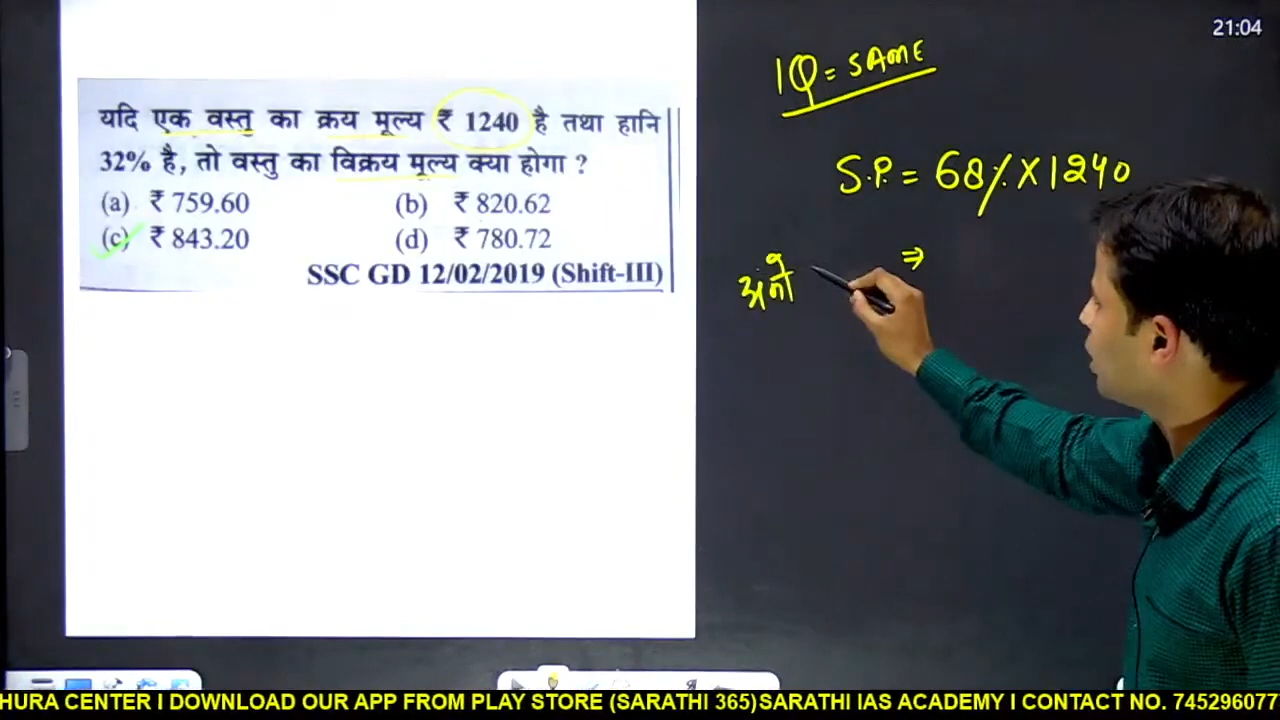 21:04
1Q = SAME
यदि एक वस्तु का क्रय मूल्य ₹ 1240 है तथा हानि
32% है, तो वस्तु का विक्रय मूल्य क्या होगा ?
(a) ₹ 759.60 (b) ₹ 820.62
(c) ₹ 843.20 (d) ₹ 780.72
SSC GD 12/02/2019 (Shift-III)
S.P. = 68% X 1240
⇒
HURA CENTER I DOWNLOAD OUR APP FROM PLAY STORE (SARATHI 365)SARATHI IAS ACADEMY I CONTACT NO. 745296077